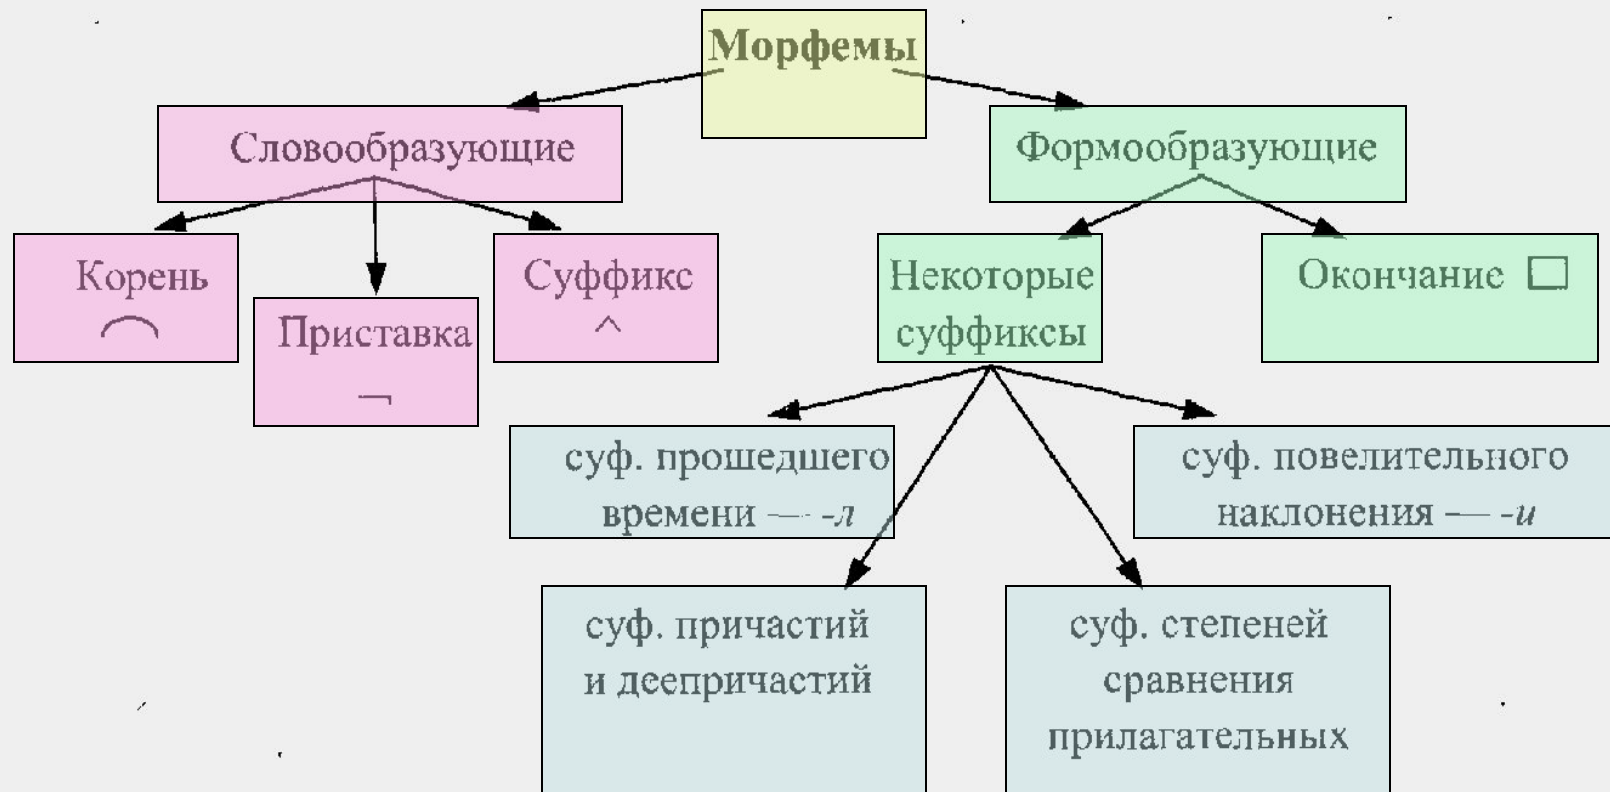 Морфемы
Словообразующие
Формообразующие
Корень
Приставка
Суффикс
Некоторые
суффиксы
Окончание
суф. прошедшего
времени — -л
суф. повелительного
наклонения — -и
суф. причастий
и деепричастий
суф. степеней
сравнения
прилагательных